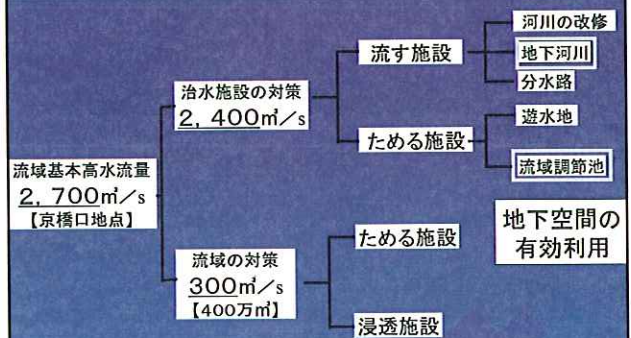 流域基本高水流量
2,700㎥／s
【京橋口地点】
治水施設の対策
2,400㎥／s
流す施設
河川の改修
地下河川
分水路
ためる施設
遊水地
流域調節池
流域の対策
300㎥／s
【400万㎥】
ためる施設
浸透施設
地下空間の
有効利用